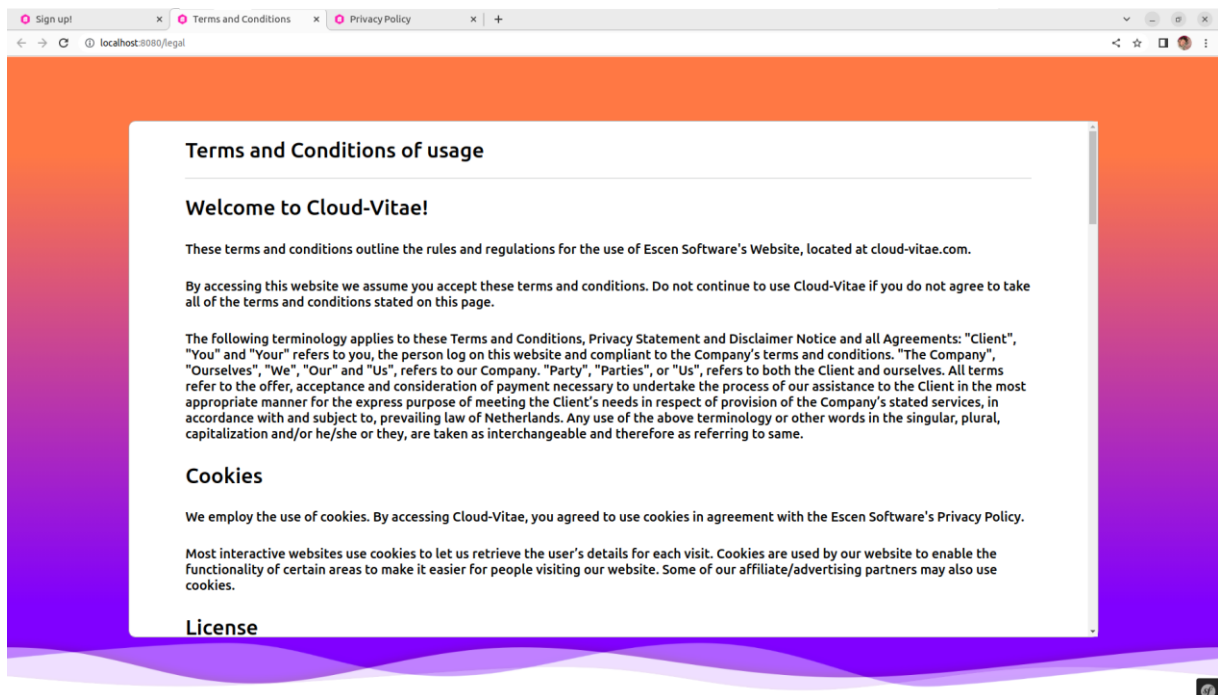 Sign up!
Terms and Conditions
Privacy Policy
localhost:8080/legal
Terms and Conditions of usage
Welcome to Cloud-Vitae!
These terms and conditions outline the rules and regulations for the use of Escen Software's Website, located at cloud-vitae.com.
By accessing this website we assume you accept these terms and conditions. Do not continue to use Cloud-Vitae if you do not agree to take
all of the terms and conditions stated on this page.
The following terminology applies to these Terms and Conditions, Privacy Statement and Disclaimer Notice and all Agreements: "Client",
"You" and "Your" refers to you, the person log on this website and compliant to the Company’s terms and conditions. "The Company",
"Ourselves", "We", "Our" and "Us", refers to our Company. "Party", "Parties", or "Us", refers to both the Client and ourselves. All terms
refer to the offer, acceptance and consideration of payment necessary to undertake the process of our assistance to the Client in the most
appropriate manner for the express purpose of meeting the Client’s needs in respect of provision of the Company’s stated services, in
accordance with and subject to, prevailing law of Netherlands. Any use of the above terminology or other words in the singular, plural,
capitalization and/or he/she or they, are taken as interchangeable and therefore as referring to same.
Cookies
We employ the use of cookies. By accessing Cloud-Vitae, you agreed to use cookies in agreement with the Escen Software's Privacy Policy.
Most interactive websites use cookies to let us retrieve the user’s details for each visit. Cookies are used by our website to enable the
functionality of certain areas to make it easier for people visiting our website. Some of our affiliate/advertising partners may also use
cookies.
License